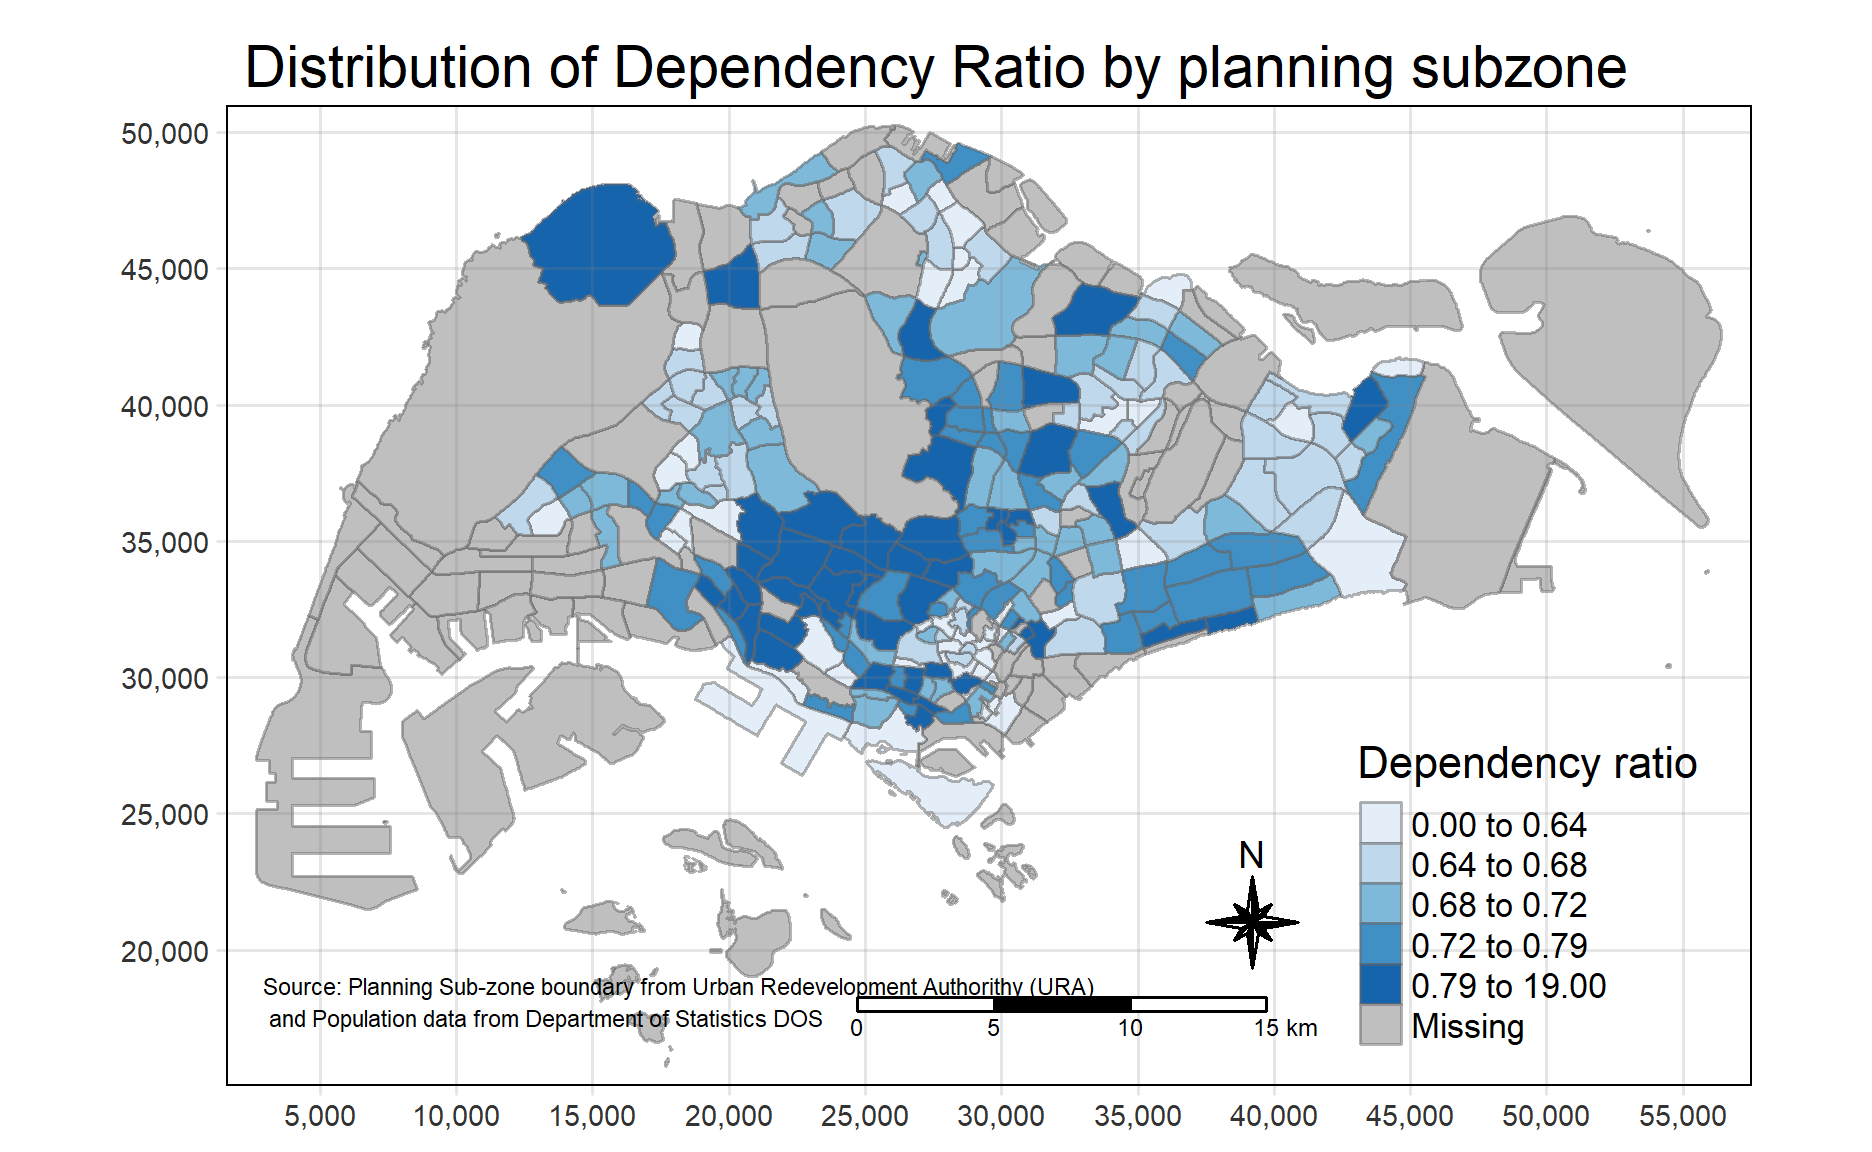 Distribution of Dependency Ratio by planning subzone
50,000
45,000
40,000
35,000
30,000
25,000
20,000
Dependency ratio
0.00 to 0.64
0.64 to 0.68
0.68 to 0.72
0.72 to 0.79
0.79 to 19.00
Missing
N
Source: Planning Sub-zone boundary from Urban Redevelopment Authorithy (URA)
and Population data from Department of Statistics DOS
0 5 10 15 km
5,000 10,000 15,000 20,000 25,000 30,000 35,000 40,000 45,000 50,000 55,000